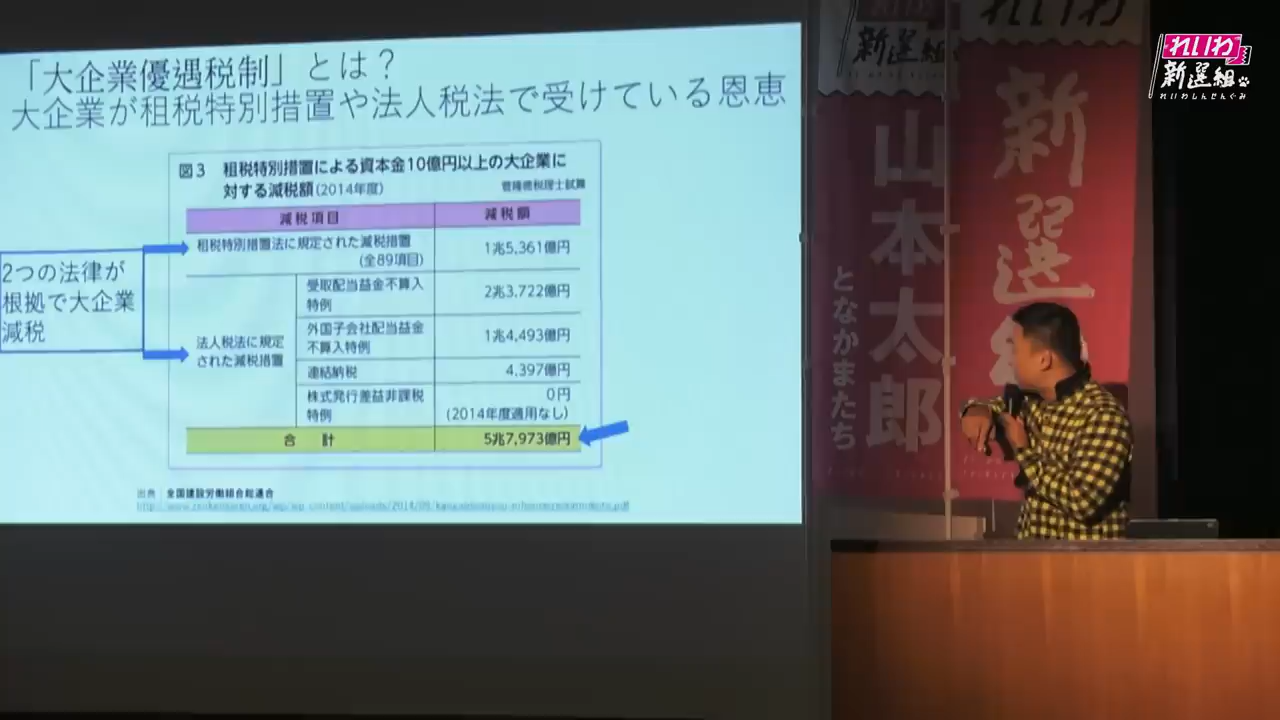 「大企業優遇税制」とは?
大企業が租税特別措置や法人税法で受けている恩恵
図3 租税特別措置による資本金10億円以上の大企業に
対する減税額(2014年度)
菅隆徳税理士試算
減税項目 減税額
租税特別措置法に規定された減税措置
(全89項目)
1兆5,361億円
2つの法律が
根拠で大企業
減税
法人税法に規定
された減税措置
受取配当益金不算入
特例
2兆3,722億円
外国子会社配当益金
不算入特例
1兆4,493億円
連結納税
4,397億円
株式発行差益非課税
特例
0円
(2014年度適用なし)
合 計
5兆7,973億円
出典 全国建設労働組合総連合
れいわ
新選組
山本太郎
となかまたち
新選
れいわ
新選組
れいわしんせんぐみ